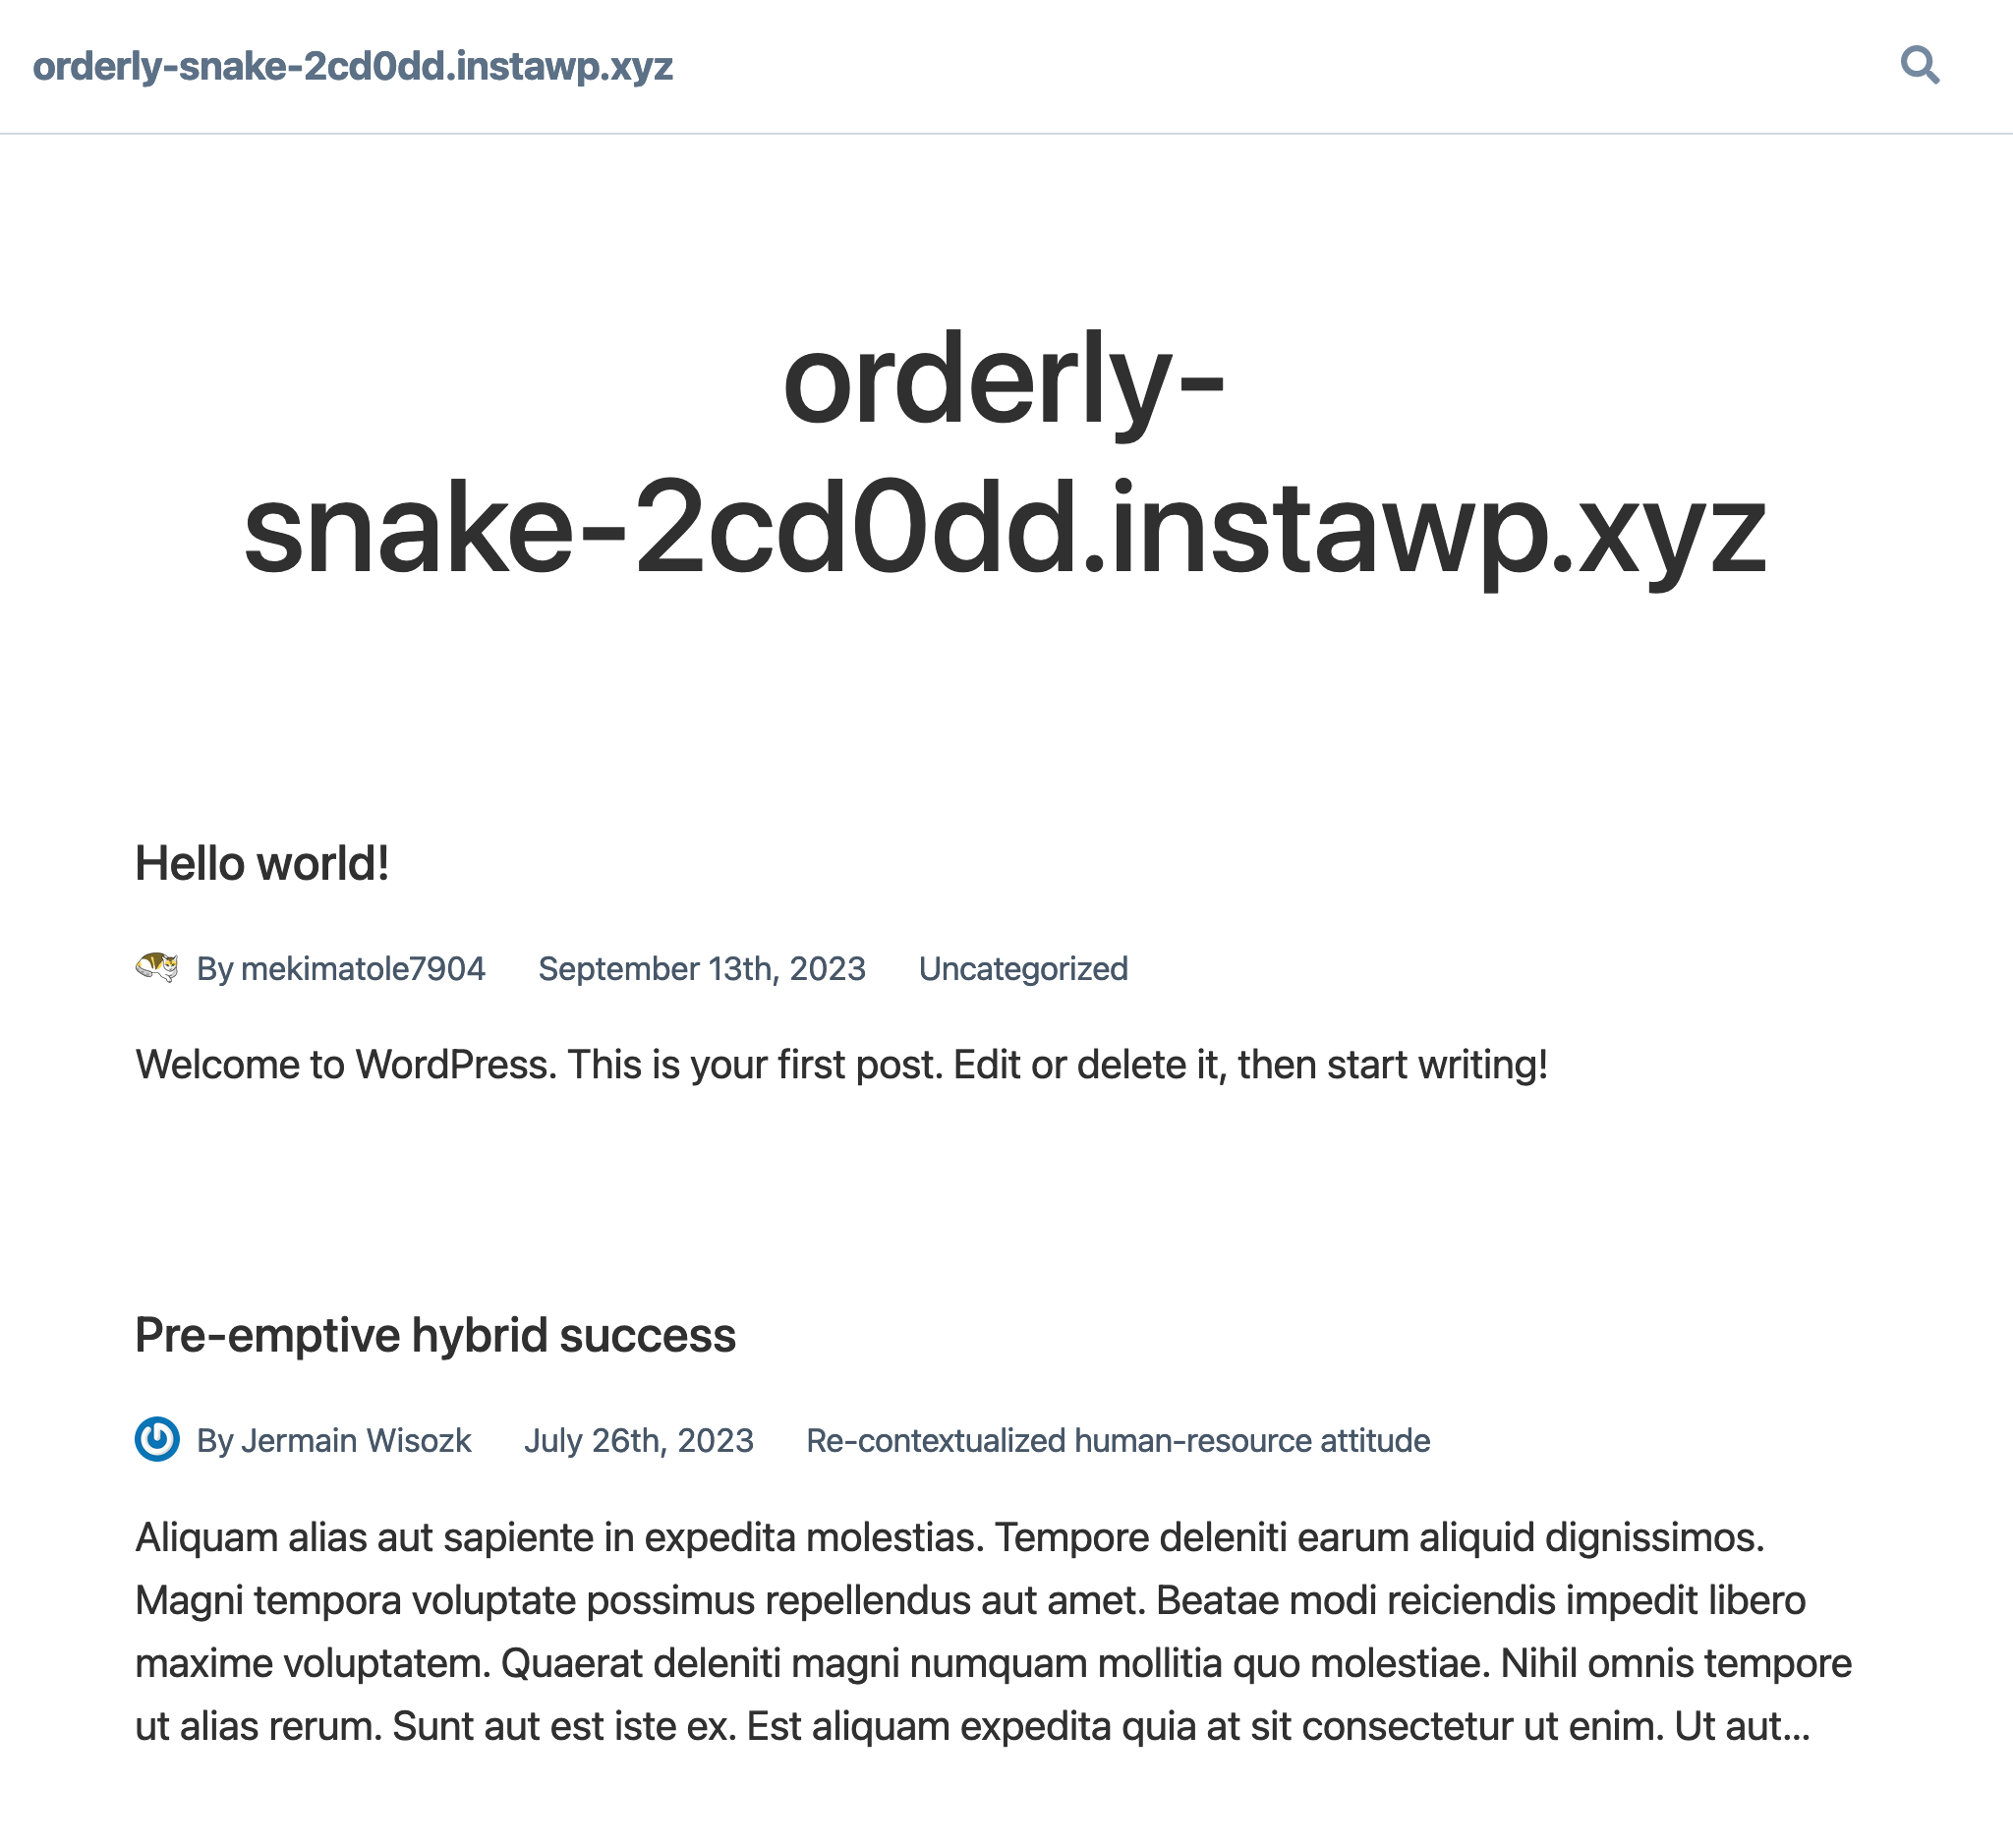 orderly-snake-2cd0dd.instawp.xyz
orderly-
snake-2cd0dd.instawp.xyz
Hello world!
By mekimatole7904 September 13th, 2023 Uncategorized
Welcome to WordPress. This is your first post. Edit or delete it, then start writing!
Pre-emptive hybrid success
By Jermain Wisozk July 26th, 2023 Re-contextualized human-resource attitude
Aliquam alias aut sapiente in expedita molestias. Tempore deleniti earum aliquid dignissimos.
Magni tempora voluptate possimus repellendus aut amet. Beatae modi reiciendis impedit libero
maxime voluptatem. Quaerat deleniti magni numquam mollitia quo molestiae. Nihil omnis tempore
ut alias rerum. Sunt aut est iste ex. Est aliquam expedita quia at sit consectetur ut enim. Ut aut...